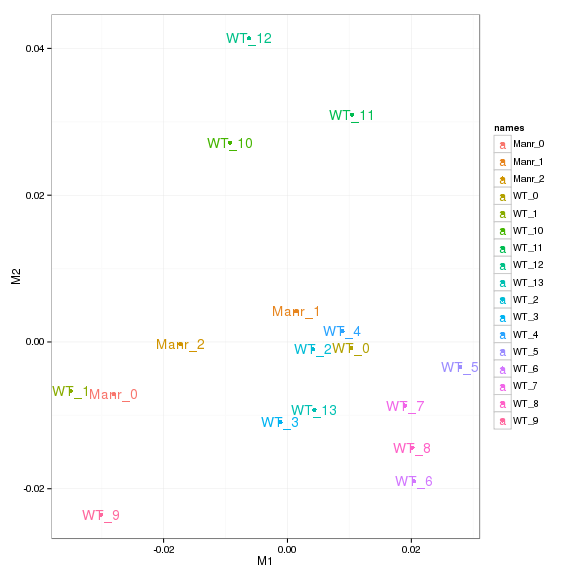 0.04
0.02
0.00
-0.02
M2
WT_12
WT_11
WT_10
Manr_1
WT_4
Manr_2
WT_2
WT_0
WT_5
WT_1
Manr_0
WT_7
WT_13
WT_3
WT_8
WT_6
WT_9
-0.02
0.00
0.02
M1
names
a Manr_0
a Manr_1
a Manr_2
a WT_0
a WT_1
a WT_10
a WT_11
a WT_12
a WT_13
a WT_2
a WT_3
a WT_4
a WT_5
a WT_6
a WT_7
a WT_8
a WT_9